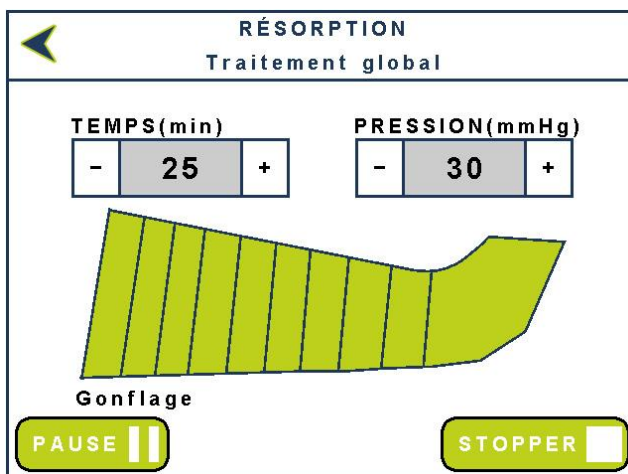 RÉSORPTION
Traitement global
TEMPS(min) PRESSION(mmHg)
- 25 + - 30 +
Gonflage
PAUSE STOPPER